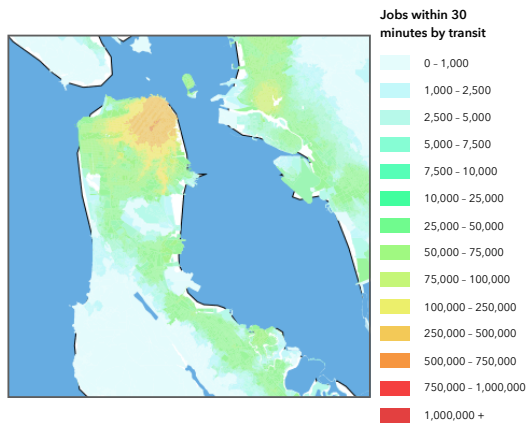 Jobs within 30
minutes by transit
0 - 1,000
1,000 - 2,500
2,500 - 5,000
5,000 - 7,500
7,500 - 10,000
10,000 - 25,000
25,000 - 50,000
50,000 - 75,000
75,000 - 100,000
100,000 - 250,000
250,000 - 500,000
500,000 - 750,000
750,000 - 1,000,000
1,000,000 +